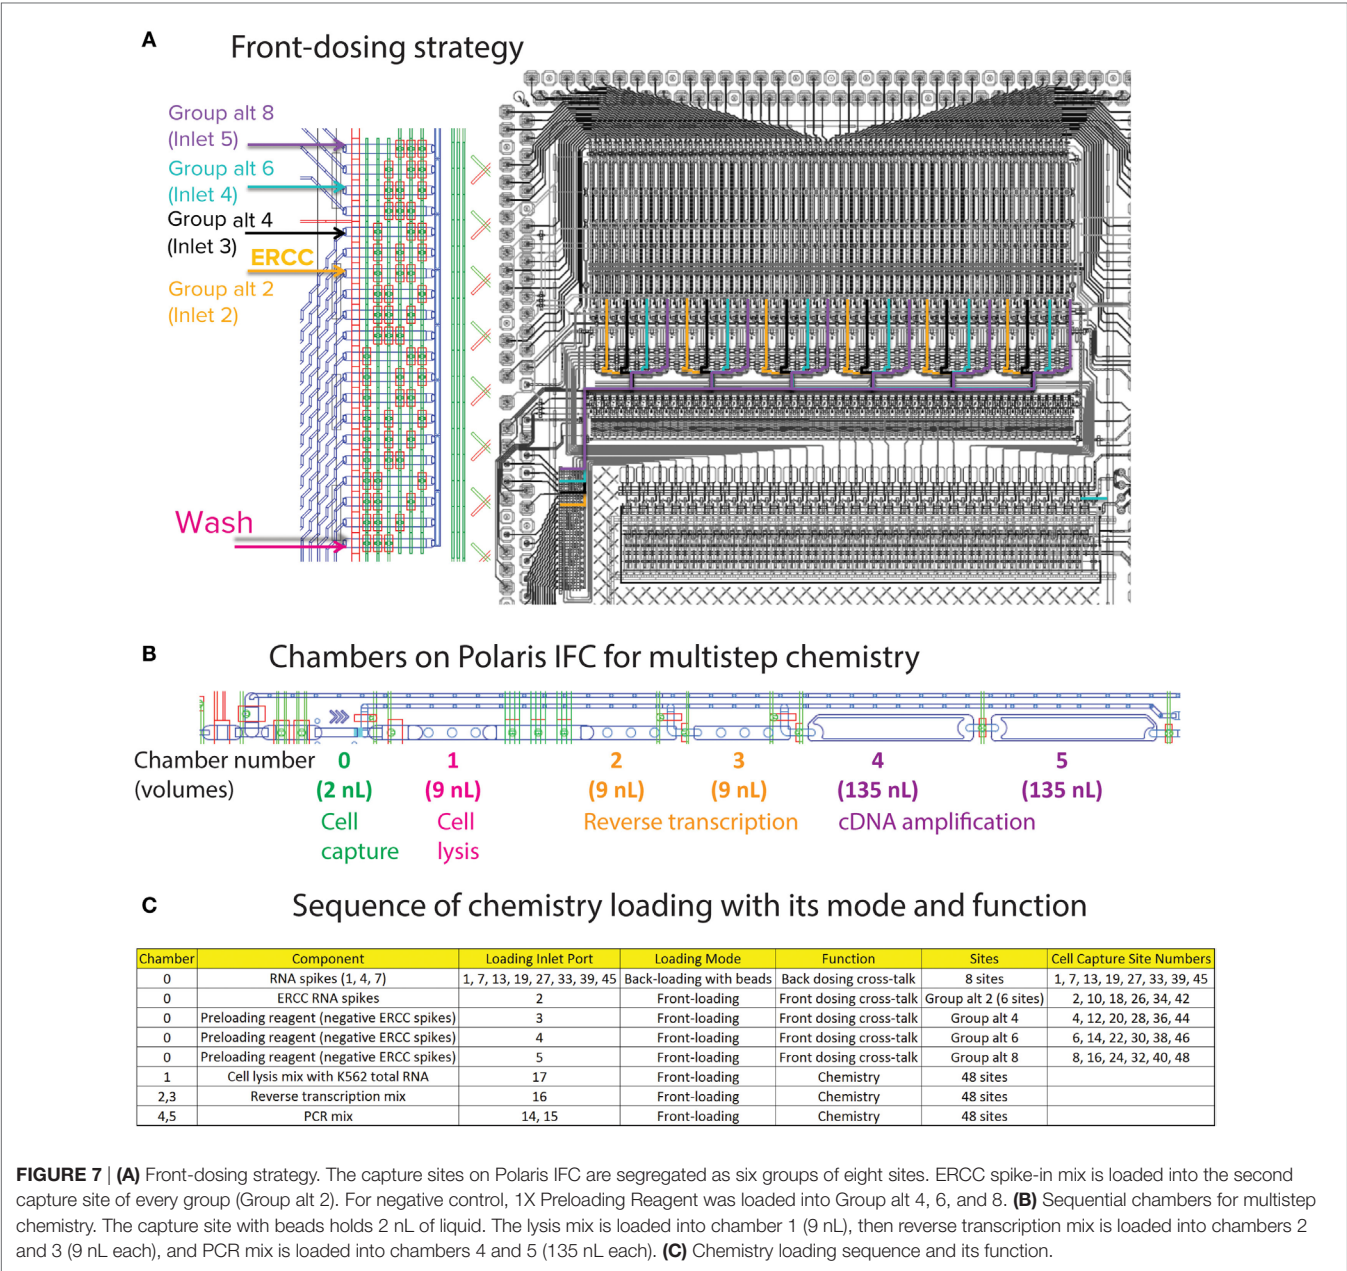 A
Front-dosing strategy
Group alt 8
(Inlet 5)
Group alt 6
(Inlet 4)
Group alt 4
(Inlet 3)
ERCC
Group alt 2
(Inlet 2)
Wash
B
Chambers on Polaris IFC for multistep chemistry
Chamber number 0 1 2 3 4 5
(volumes) (2 nL) (9 nL) (9 nL) (9 nL) (135 nL) (135 nL)
Cell Cell Reverse transcription cDNA amplification
capture lysis
C
Sequence of chemistry loading with its mode and function
Chamber Component Loading Inlet Port Loading Mode Function Sites Cell Capture Site Numbers
0 RNA spikes (1, 4, 7) 1, 7, 13, 19, 27, 33, 39, 45 Back-loading with beads Back dosing cross-talk 8 sites 1, 7, 13, 19, 27, 33, 39, 45
0 ERCC RNA spikes 2 Front-loading Front dosing cross-talk Group alt 2 (6 sites) 2, 10, 18, 26, 34, 42
0 Preloading reagent (negative ERCC spikes) 3 Front-loading Front dosing cross-talk Group alt 4 4, 12, 20, 28, 36, 44
0 Preloading reagent (negative ERCC spikes) 4 Front-loading Front dosing cross-talk Group alt 6 6, 14, 22, 30, 38, 46
0 Preloading reagent (negative ERCC spikes) 5 Front-loading Front dosing cross-talk Group alt 8 8, 16, 24, 32, 40, 48
1 Cell lysis mix with K562 total RNA 17 Front-loading Chemistry 48 sites
2,3 Reverse transcription mix 16 Front-loading Chemistry 48 sites
4,5 PCR mix 14, 15 Front-loading Chemistry 48 sites
FIGURE 7 | (A) Front-dosing strategy. The capture sites on Polaris IFC are segregated as six groups of eight sites. ERCC spike-in mix is loaded into the second
capture site of every group (Group alt 2). For negative control, 1X Preloading Reagent was loaded into Group alt 4, 6, and 8. (B) Sequential chambers for multistep
chemistry. The capture site with beads holds 2 nL of liquid. The lysis mix is loaded into chamber 1 (9 nL), then reverse transcription mix is loaded into chambers 2
and 3 (9 nL each), and PCR mix is loaded into chambers 4 and 5 (135 nL each). (C) Chemistry loading sequence and its function.